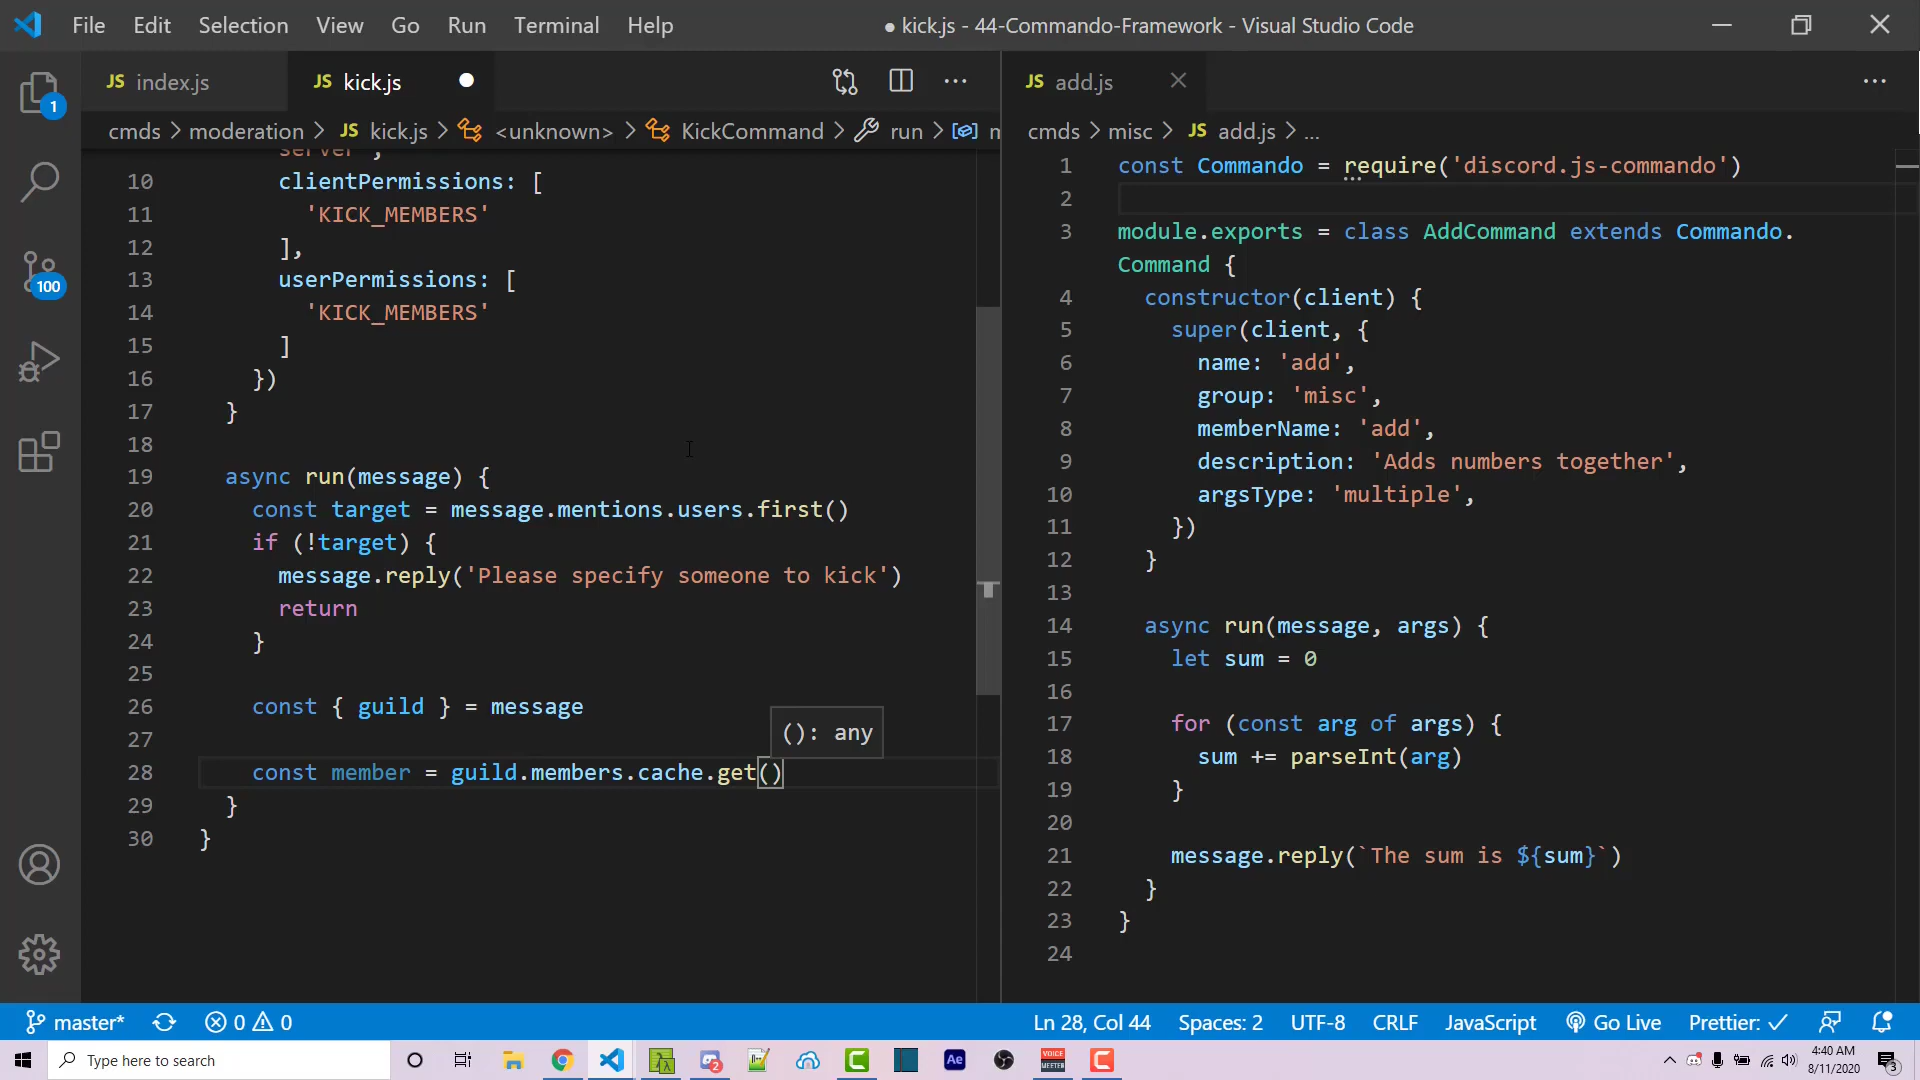 File Edit Selection View Go Run Terminal Help
● kick.js - 44-Commando-Framework - Visual Studio Code
JS index.js
JS kick.js
JS add.js
cmds > moderation > JS kick.js > <unknown> > KickCommand > run > m
cmds > misc > JS add.js > ...
1
100
server',
10 clientPermissions: [
11 'KICK_MEMBERS'
12 ],
13 userPermissions: [
14 'KICK_MEMBERS'
15 ]
16 })
17 }
18
19 async run(message) {
20 const target = message.mentions.users.first()
21 if (!target) {
22 message.reply('Please specify someone to kick')
23 return
24 }
25
26 const { guild } = message
27
(): any
28 const member = guild.members.cache.get()
29 }
30 }
1 const Commando = require('discord.js-commando')
2
3 module.exports = class AddCommand extends Commando.
Command {
4 constructor(client) {
5 super(client, {
6 name: 'add',
7 group: 'misc',
8 memberName: 'add',
9 description: 'Adds numbers together',
10 argsType: 'multiple',
11 })
12 }
13
14 async run(message, args) {
15 let sum = 0
16
17 for (const arg of args) {
18 sum += parseInt(arg)
19 }
20
21 message.reply(`The sum is ${sum}`)
22 }
23 }
24
master* 0 0 Ln 28, Col 44 Spaces: 2 UTF-8 CRLF JavaScript Go Live Prettier: ✓
Type here to search
2
Ae
VOICE
MEETER
4:40 AM
8/11/2020
3